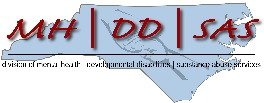 MH | DD | SAS
division of mental health | developmental disabilities | substance abuse services